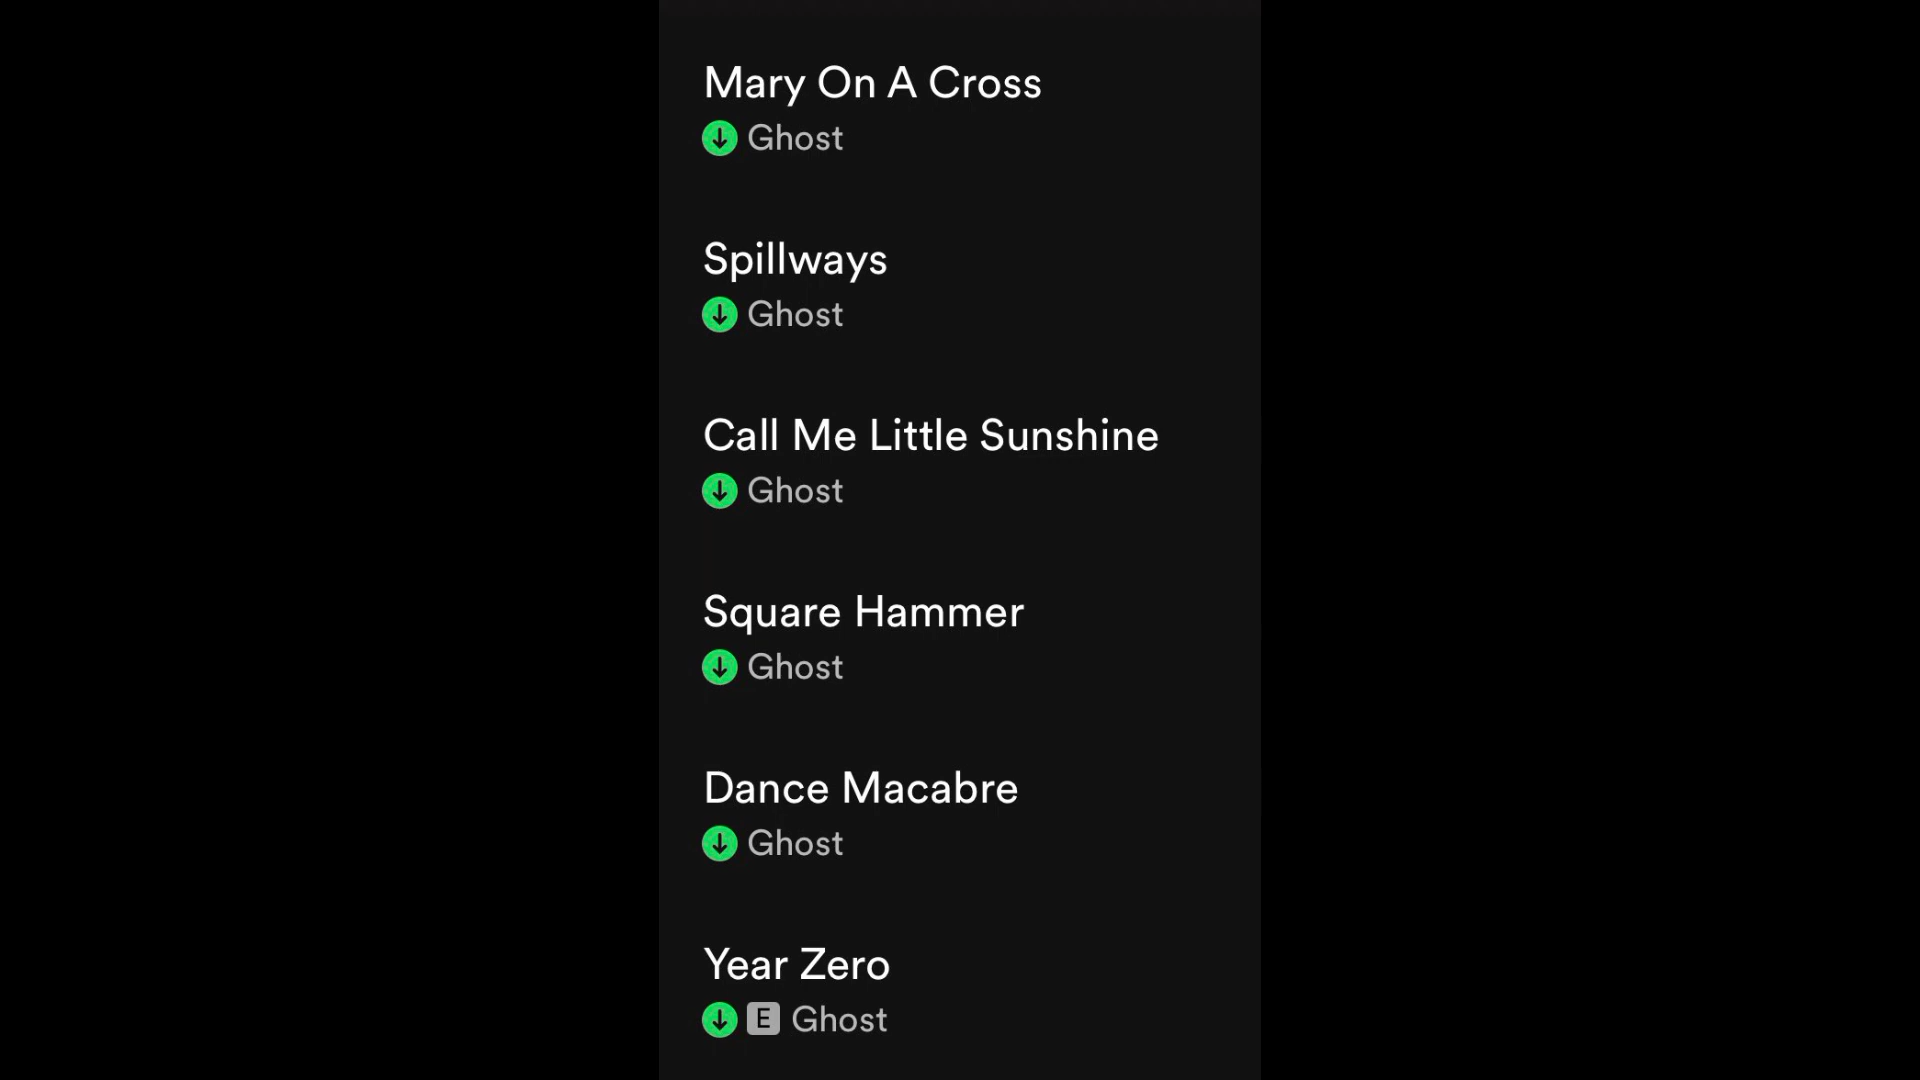 Mary On A Cross
Ghost
Spillways
Ghost
Call Me Little Sunshine
Ghost
Square Hammer
Ghost
Dance Macabre
Ghost
Year Zero
E Ghost